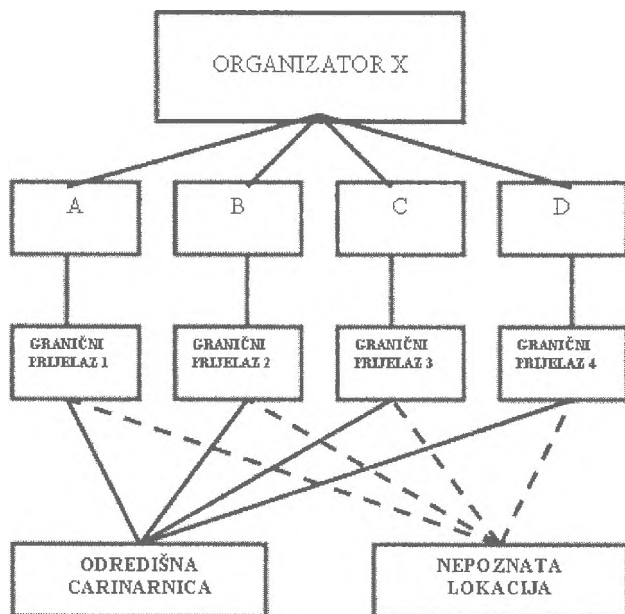 ORGANIZATOR X
A
B
C
D
GRANIČNI
PRIJELAZ 1
GRANIČNI
PRIJELAZ 2
GRANIČNI
PRIJELAZ 3
GRANIČNI
PRIJELAZ 4
ODREDIŠNA
CARINARNICA
NEPOZNATA
LOKACIJA